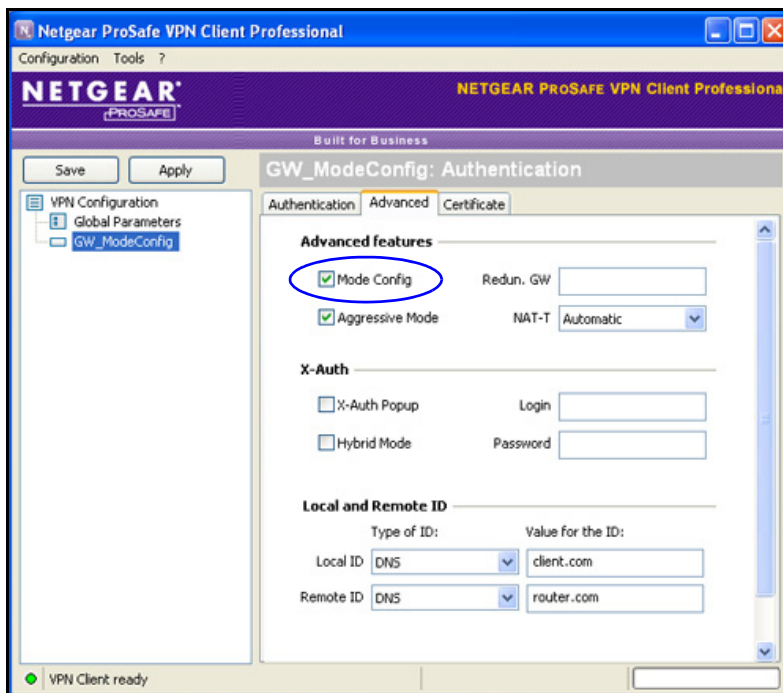 Netgear ProSafe VPN Client Professional
Configuration Tools ?
NETGEAR
PROSAFE
NETGEAR PROSAFE VPN Client Professiona
Built for Business
Save Apply
GW_ModeConfig: Authentication
VPN Configuration
Global Parameters
GW_ModeConfig
Authentication Advanced Certificate
Advanced features
Mode Config Redun. GW
Aggressive Mode NAT-T Automatic
X-Auth
X-Auth Popup Login
Hybrid Mode Password
Local and Remote ID
Type of ID: Value for the ID:
Local ID DNS client.com
Remote ID DNS router.com
VPN Client ready